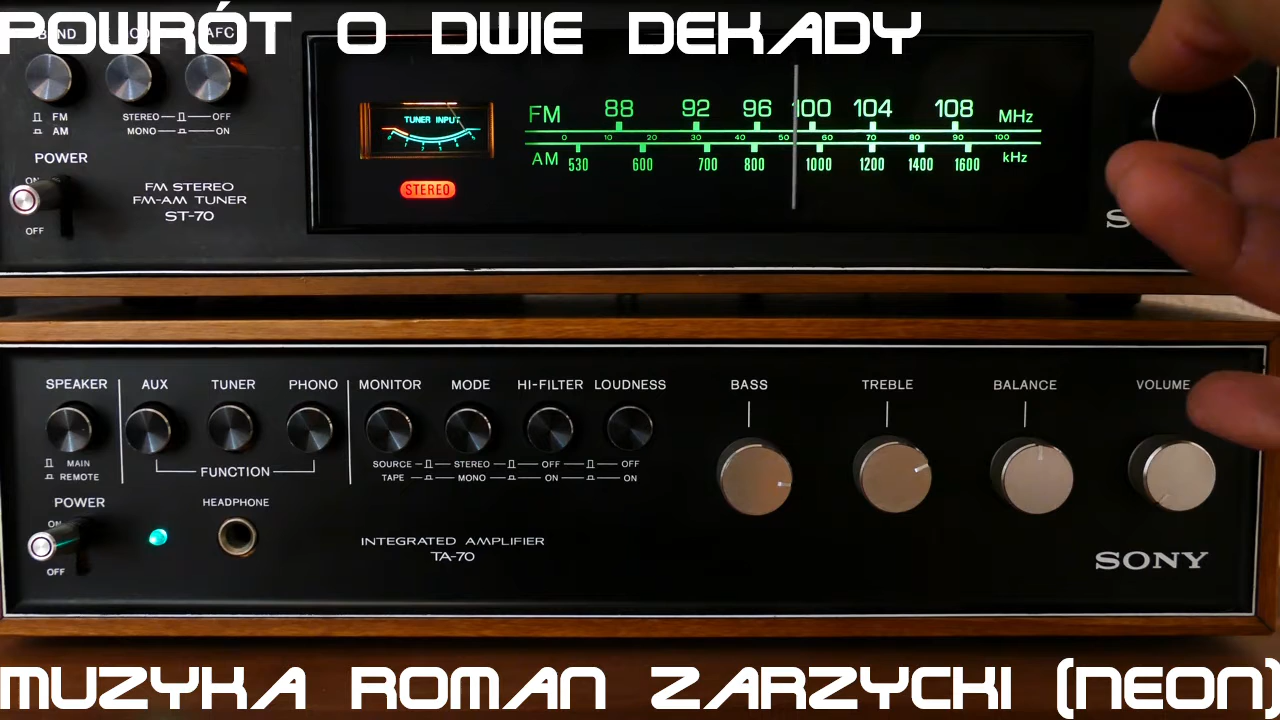 POWRÓT O DWIE DEKADY
BAND
AFC
FM
AM
STEREO OFF
MONO ON
POWER
ON
OFF
FM STEREO
FM-AM TUNER
ST-70
TUNER INPUT
STEREO
FM 88 92 96 100 104 108 MHz
0 10 20 30 40 50 60 70 80 90 100
AM 530 600 700 800 1000 1200 1400 1600 kHz
SPEAKER AUX TUNER PHONO MONITOR MODE HI-FILTER LOUDNESS BASS TREBLE BALANCE VOLUME
MAIN
REMOTE
FUNCTION
SOURCE STEREO OFF OFF
TAPE MONO ON ON
POWER
ON
OFF
HEADPHONE
INTEGRATED AMPLIFIER
TA-70
SONY
MUZYKA ROMAN ZARZYCKI (NEON)